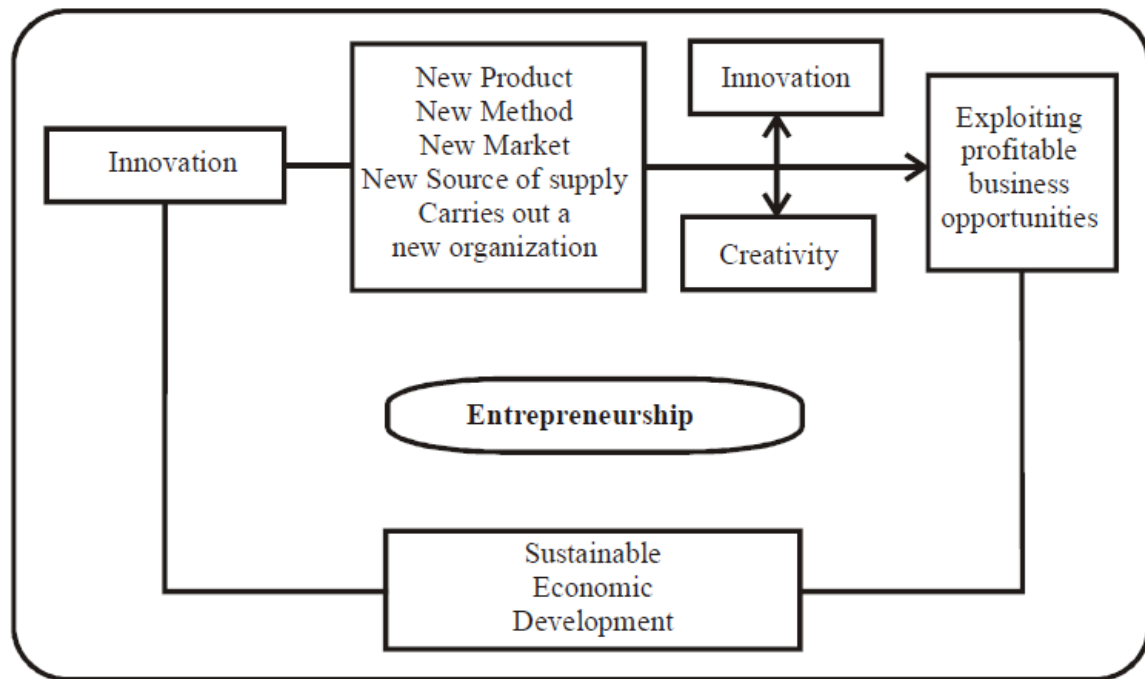 Innovation
New Product
New Method
New Market
New Source of supply
Carries out a
new organization
Innovation
Creativity
Exploiting
profitable
business
opportunities
Entrepreneurship
Sustainable
Economic
Development